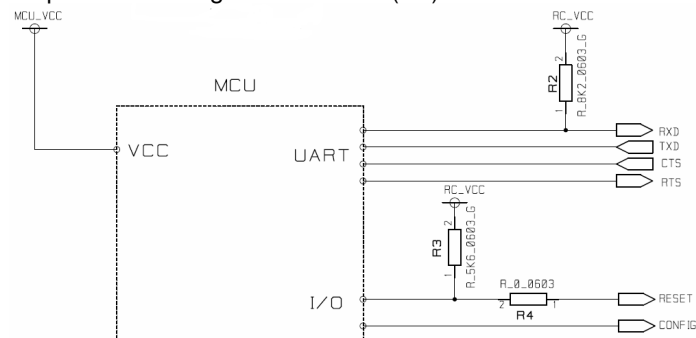 MCU_VCC
RC_VCC
2
R2
R_8K2_0603_G
1
MCU
VCC
UART
RXD
TXD
CTS
RTS
RC_VCC
2
R3
R_5K6_0603_G
1
I/O
R_0_0603
2
1
R4
RESET
CONFIG